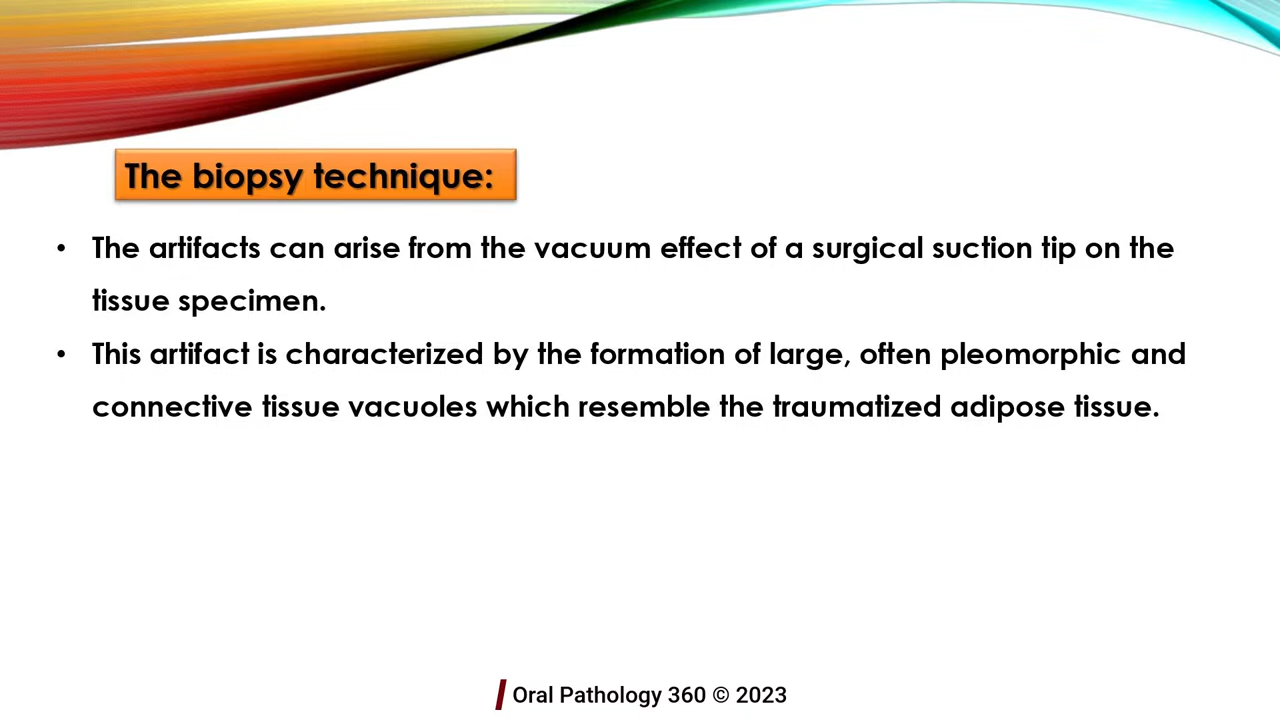 The biopsy technique:
• The artifacts can arise from the vacuum effect of a surgical suction tip on the
tissue specimen.
• This artifact is characterized by the formation of large, often pleomorphic and
connective tissue vacuoles which resemble the traumatized adipose tissue.
Oral Pathology 360 © 2023